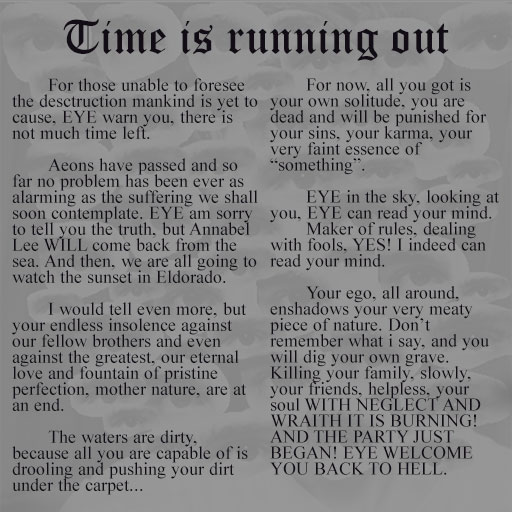 Time is running out
For those unable to foresee
the desctruction mankind is yet to
cause, EYE warn you, there is
not much time left.
Aeons have passed and so
far no problem has been ever as
alarming as the suffering we shall
soon contemplate. EYE am sorry
to tell you the truth, but Annabel
Lee WILL come back from the
sea. And then, we are all going to
watch the sunset in Eldorado.
I would tell even more, but
your endless insolence against
our fellow brothers and even
against the greatest, our eternal
love and fountain of pristine
perfection, mother nature, are at
an end.
The waters are dirty,
because all you are capable of is
drooling and pushing your dirt
under the carpet...
For now, all you got is
your own solitude, you are
dead and will be punished for
your sins, your karma, your
very faint essence of
“something”.
EYE in the sky, looking at
you, EYE can read your mind.
Maker of rules, dealing
with fools, YES! I indeed can
read your mind.
Your ego, all around,
enshadows your very meaty
piece of nature. Don't
remember what i say, and you
will dig your own grave.
Killing your family, slowly,
your friends, helpless, your
soul WITH NEGLECT AND
WRAITH IT IS BURNING!
AND THE PARTY JUST
BEGAN! EYE WELCOME
YOU BACK TO HELL.